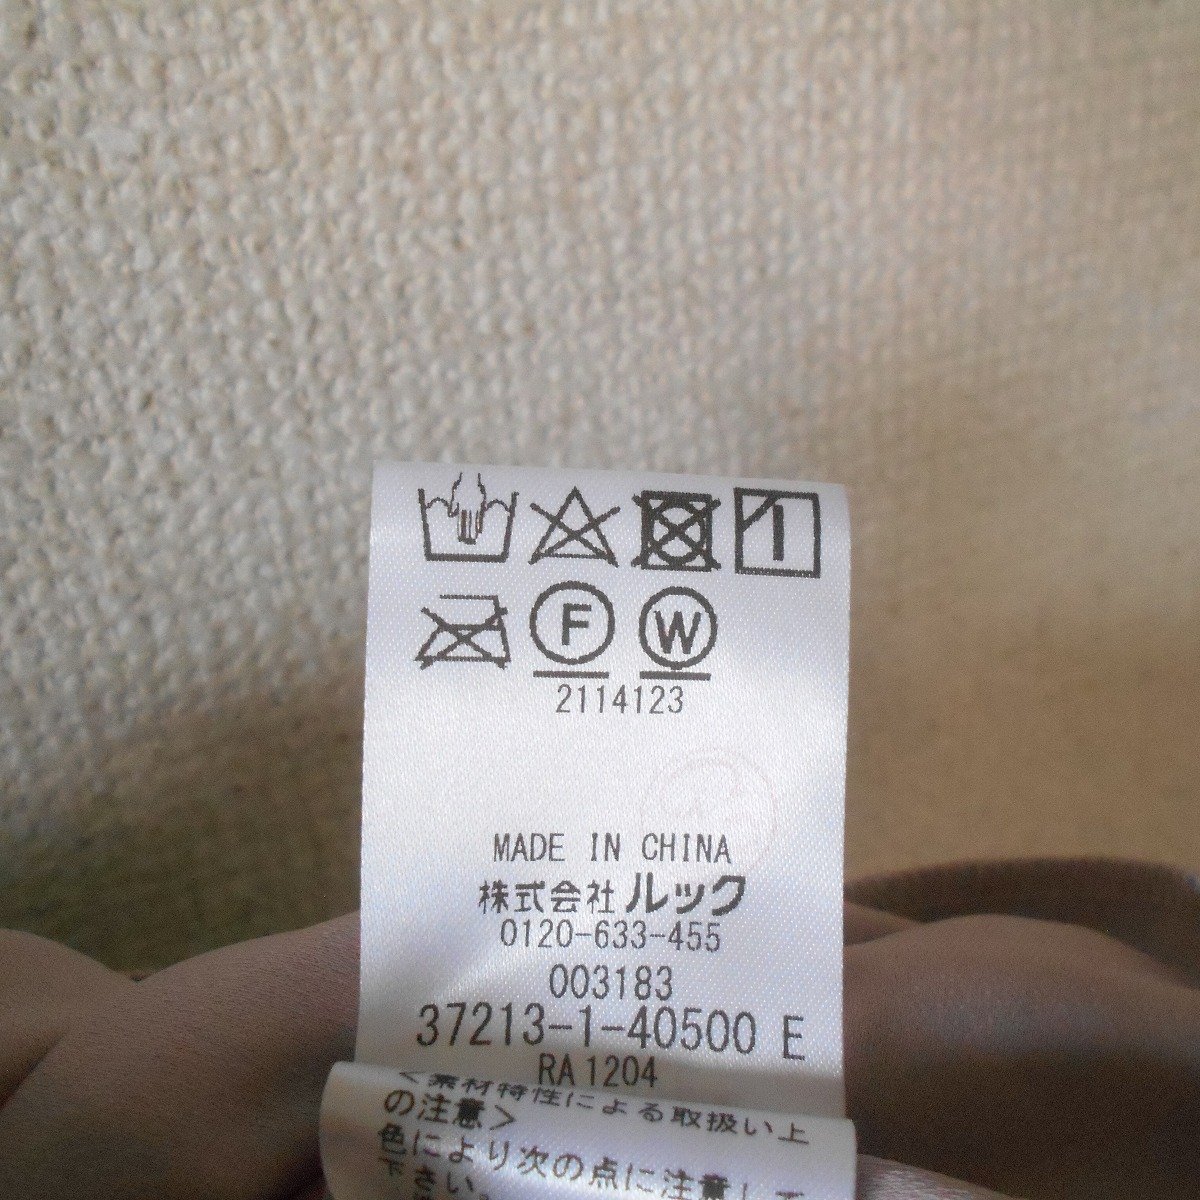 F W
2114123
MADE IN CHINA
株式会社 ルック
0120-633-455
003183
37213-1-40500 E
RA 1204
<素材特性による取扱い上
の注意>
色により次の点に注意して
下さい。